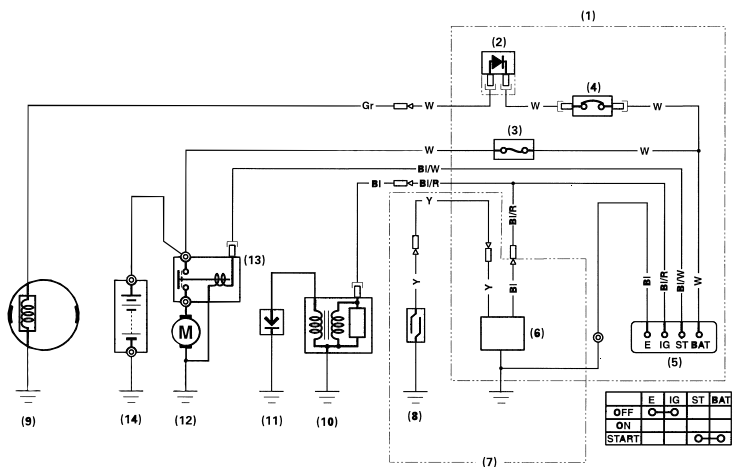 (1)
(2)
(4)
Gr W W W
(3)
W W
Bl/W
Bl Bl/R
Y
Bl/R
(13)
Y Y Bl
Bl Bl/R Bl/W W
M
(6)
E IG ST BAT
(5)
(9) (14) (12) (11) (10) (8)
(7)
E IG ST BAT
OFF
ON
START